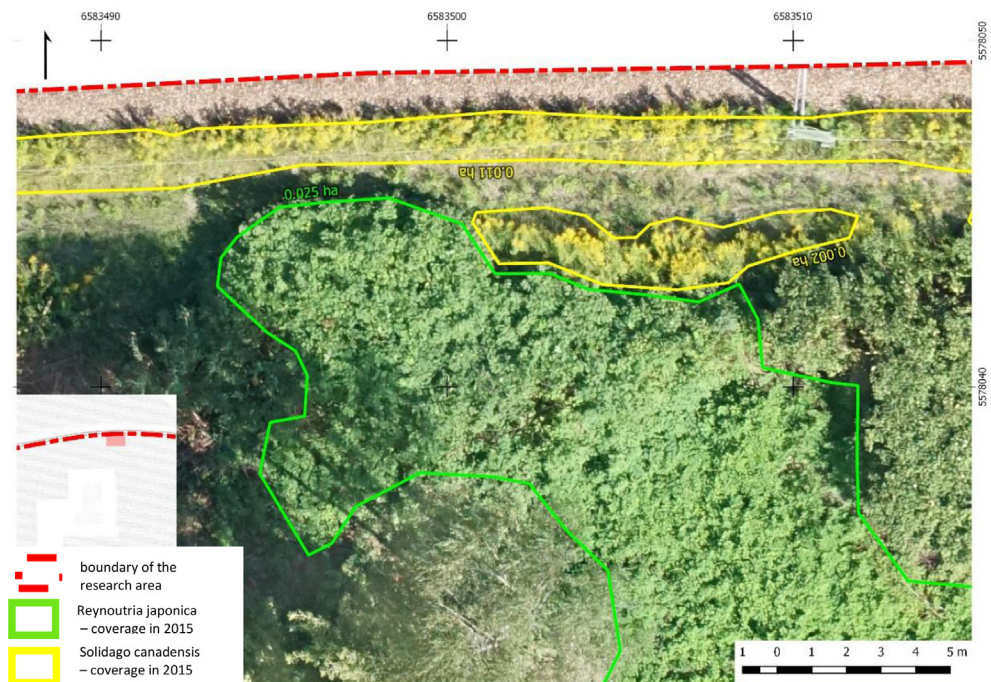 6583490
6583500
6583510
5578050
0.011 ha
0.025 ha
0.002 ha
5578040
boundary of the
research area
Reynoutria japonica
– coverage in 2015
Solidago canadensis
– coverage in 2015
1 0 1 2 3 4 5 m